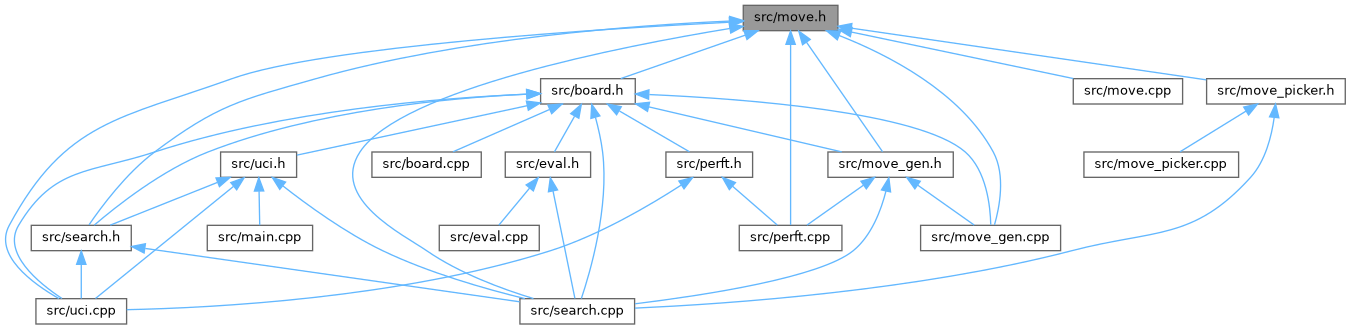 src/move.h
src/board.h
src/move.cpp
src/move_picker.h
src/uci.h
src/board.cpp
src/eval.h
src/perft.h
src/move_gen.h
src/move_picker.cpp
src/search.h
src/main.cpp
src/eval.cpp
src/perft.cpp
src/move_gen.cpp
src/uci.cpp
src/search.cpp